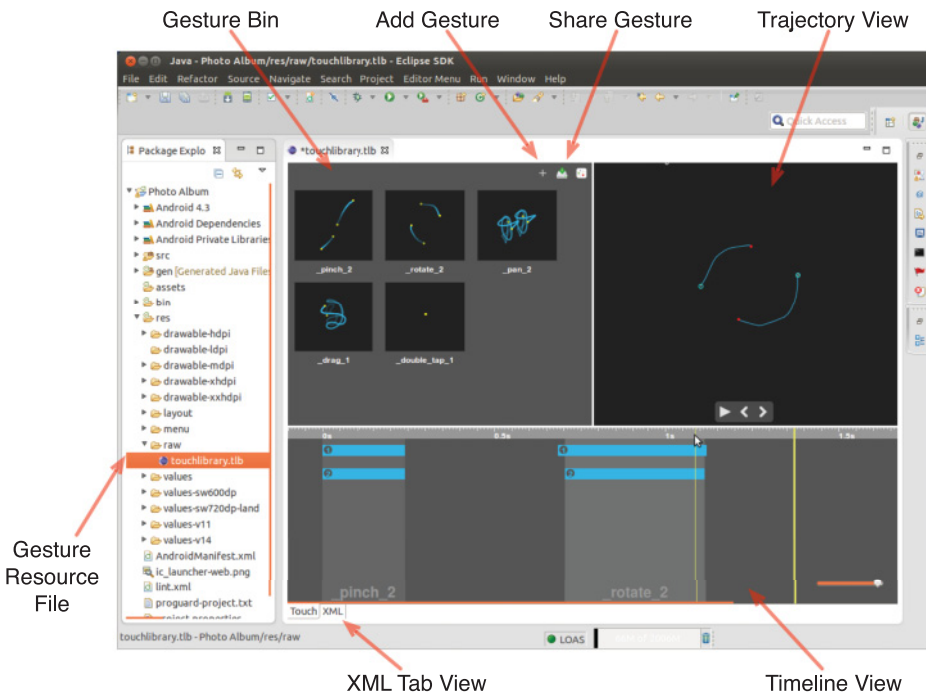 Gesture Bin
Add Gesture
Share Gesture
Trajectory View
Java - Photo Album/res/raw/touchlibrary.tlb - Eclipse SDK
File Edit Refactor Source Navigate Search Project Editor Menu Run Window Help
Quick Access
Package Explo
*touchlibrary.tlb
Photo Album
Android 4.3
Android Dependencies
Android Private Libraries
src
gen [Generated Java Files
assets
bin
res
drawable-hdpi
drawable-ldpi
drawable-mdpi
drawable-xhdpi
drawable-xxhdpi
layout
menu
raw
touchlibrary.tlb
values
values-sw600dp
values-sw720dp-land
values-v11
values-v14
AndroidManifest.xml
ic_launcher-web.png
lint.xml
proguard-project.txt
project.properties
_pinch_2
_rotate_2
_pan_2
_drag_1
_double_tap_1
0s
0.5s
1s
1.5s
1
1
2
2
_pinch_2
_rotate_2
Touch XML
touchlibrary.tlb - Photo Album/res/raw
LOAS
Gesture
Resource
File
XML Tab View
Timeline View